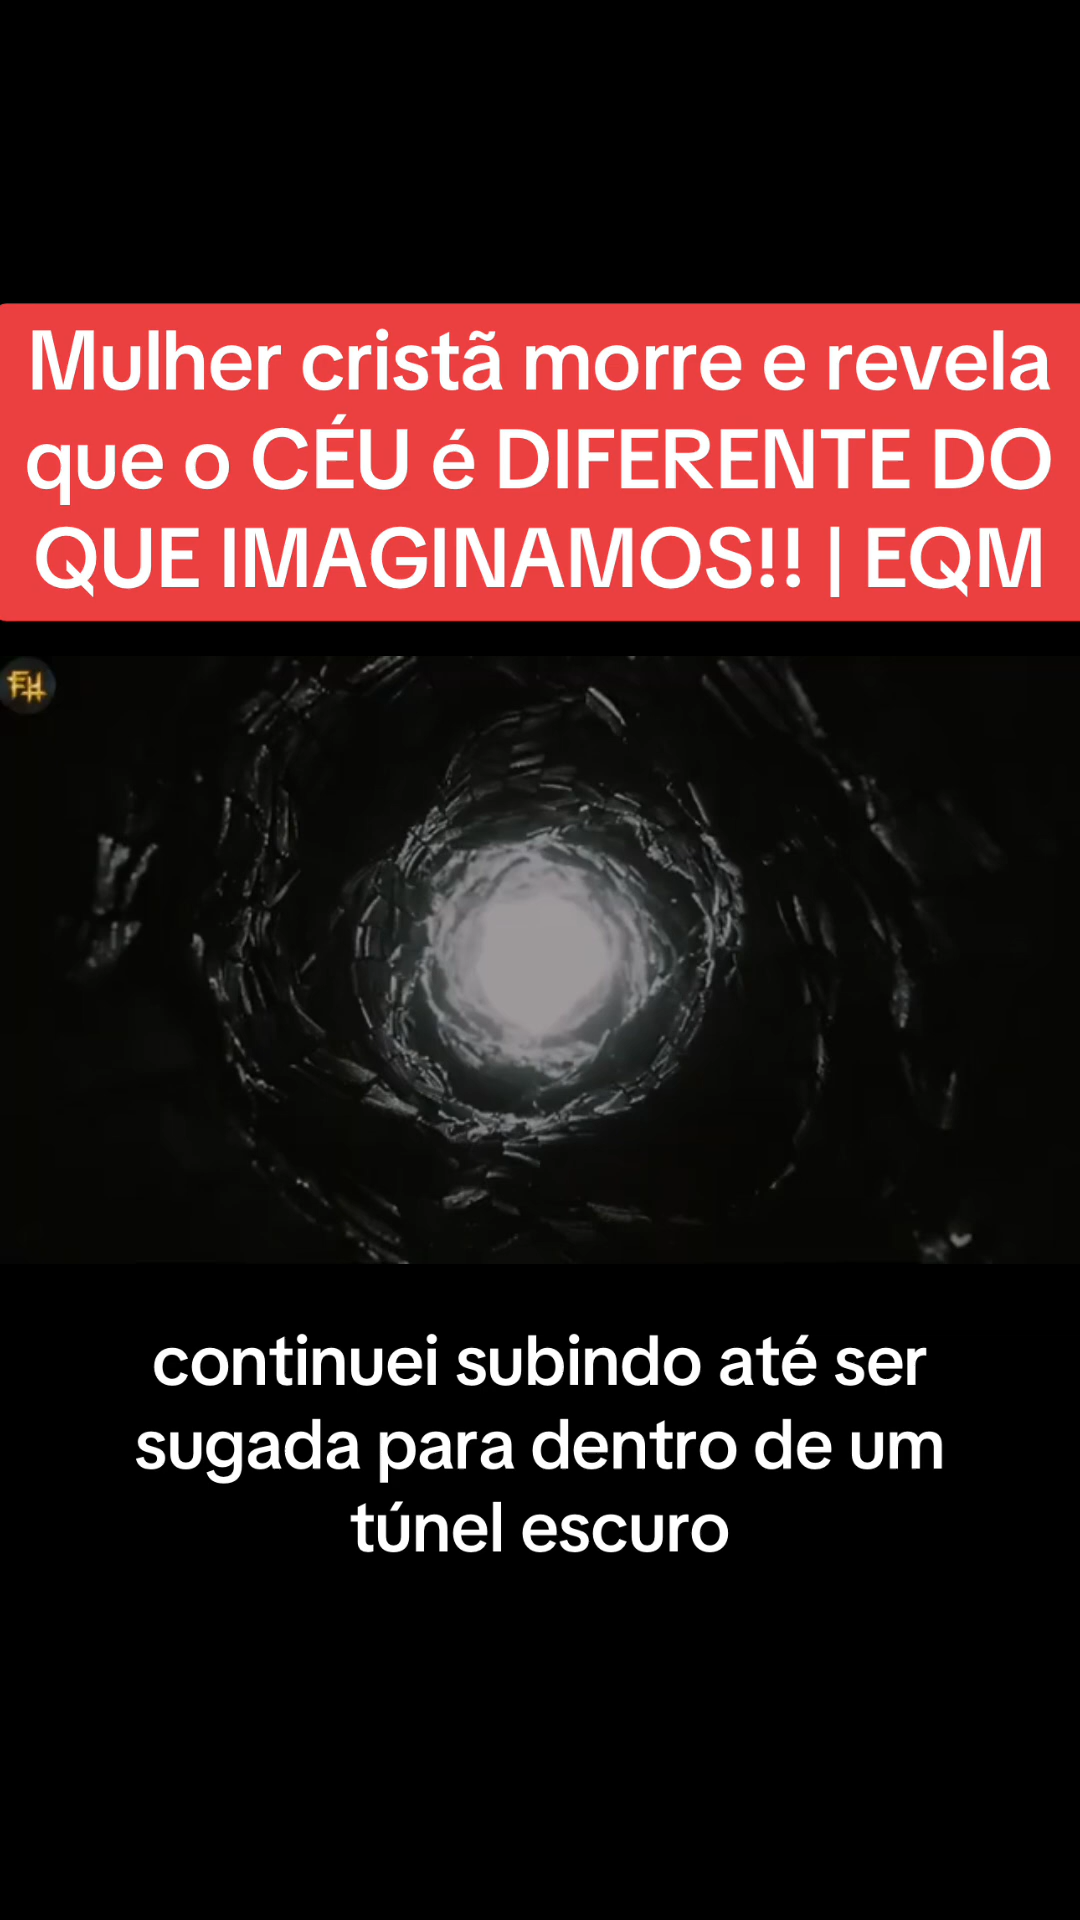 Mulher cristã morre e revela
que o CÉU é DIFERENTE DO
QUE IMAGINAMOS!! | EQM
FH
continuei subindo até ser
sugada para dentro de um
túnel escuro